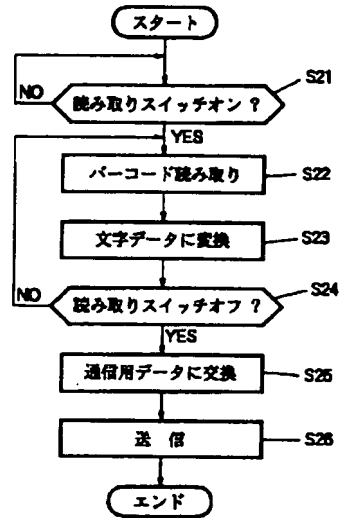 スタート
NO
読み取りスイッチオン ?
S21
YES
バーコード読み取り
S22
文字データに変換
S23
NO
読み取りスイッチオフ ?
S24
YES
通信用データに交換
S25
送 信
S26
エンド